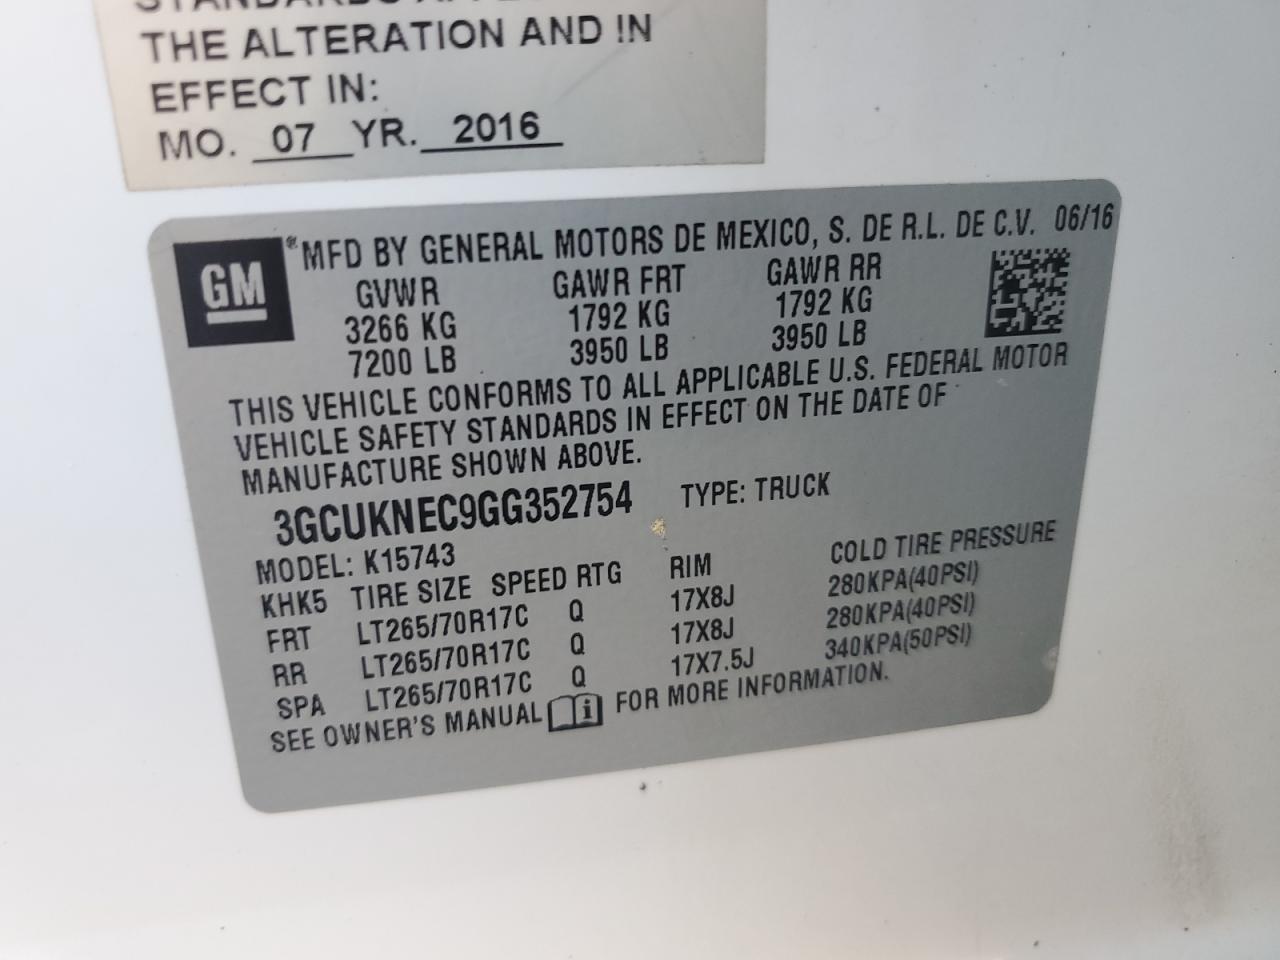 THE ALTERATION AND IN
EFFECT IN:
MO. 07 YR. 2016
GM
MFD BY GENERAL MOTORS DE MEXICO, S. DE R.L. DE C.V. 06/16
GVWR GAWR FRT GAWR RR
3266 KG 1792 KG 1792 KG
7200 LB 3950 LB 3950 LB
THIS VEHICLE CONFORMS TO ALL APPLICABLE U.S. FEDERAL MOTOR
VEHICLE SAFETY STANDARDS IN EFFECT ON THE DATE OF
MANUFACTURE SHOWN ABOVE.
3GCUKNEC9GG352754 TYPE: TRUCK
MODEL: K15743
KHK5 TIRE SIZE SPEED RTG RIM COLD TIRE PRESSURE
FRT LT265/70R17C Q 17X8J 280KPA(40PSI)
RR LT265/70R17C Q 17X8J 280KPA(40PSI)
SPA LT265/70R17C Q 17X7.5J 340KPA(50PSI)
SEE OWNER'S MANUAL FOR MORE INFORMATION.